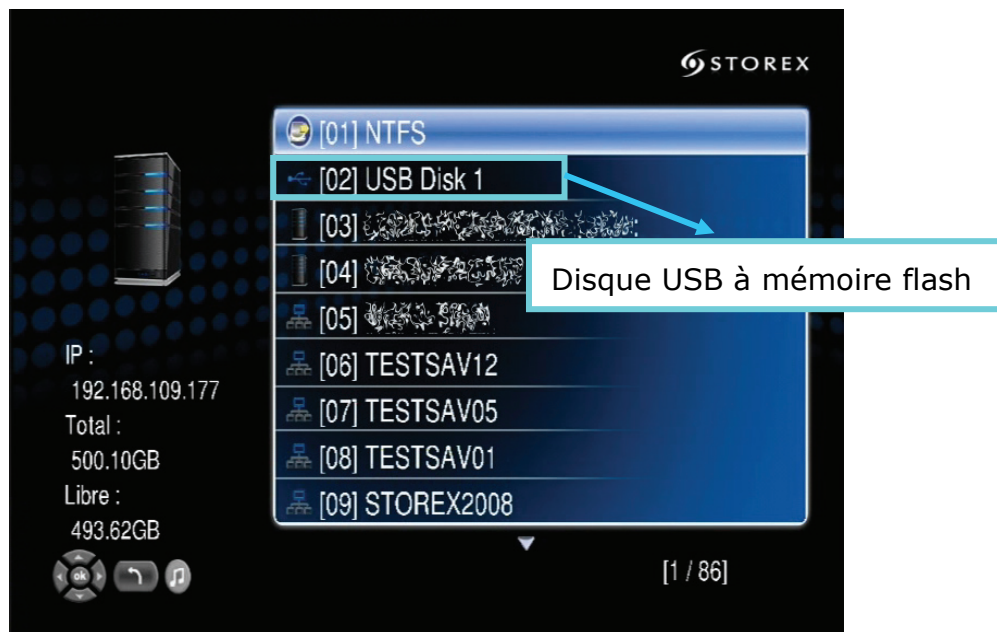 STOREX
[01] NTFS
[02] USB Disk 1
[03]
[04]
Disque USB à mémoire flash
[05]
[06] TESTSAV12
[07] TESTSAV05
[08] TESTSAV01
[09] STOREX2008
IP :
192.168.109.177
Total :
500.10GB
Libre :
493.62GB
ok
[1 / 86]